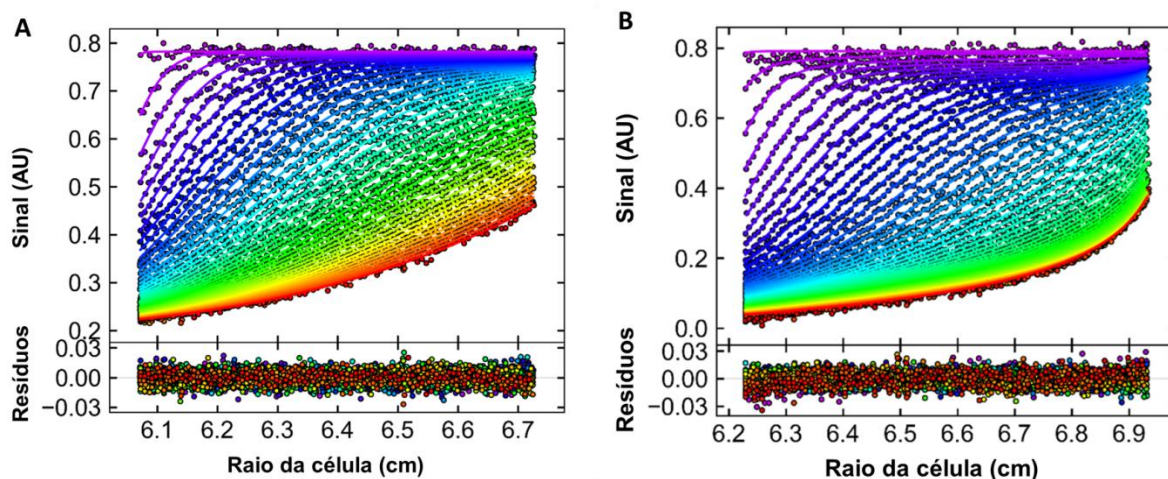 A
Sinal (AU)
0.8
0.7
0.6
0.5
0.4
0.3
0.2
Resíduos
0.03
0.00
−0.03
6.1 6.2 6.3 6.4 6.5 6.6 6.7
Raio da célula (cm)
B
Sinal (AU)
0.8
0.6
0.4
0.2
0.0
Resíduos
0.03
0.00
−0.03
6.2 6.3 6.4 6.5 6.6 6.7 6.8 6.9
Raio da célula (cm)